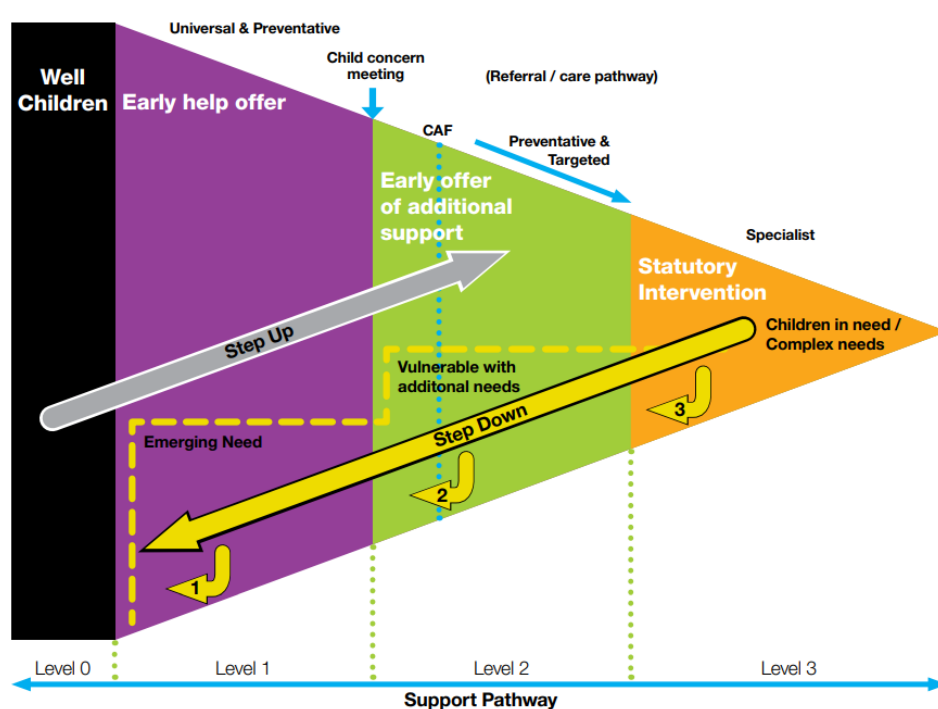 Universal & Preventative
Child concern
meeting
(Referral / care pathway)
Well
Children
Early help offer
CAF
Preventative &
Targeted
Early offer
of additional
support
Specialist
Statutory
Intervention
Step Up
Children in need /
Complex needs
Vulnerable with
additonal needs
Emerging Need
Step Down
3
2
1
Level 0
Level 1
Level 2
Level 3
Support Pathway